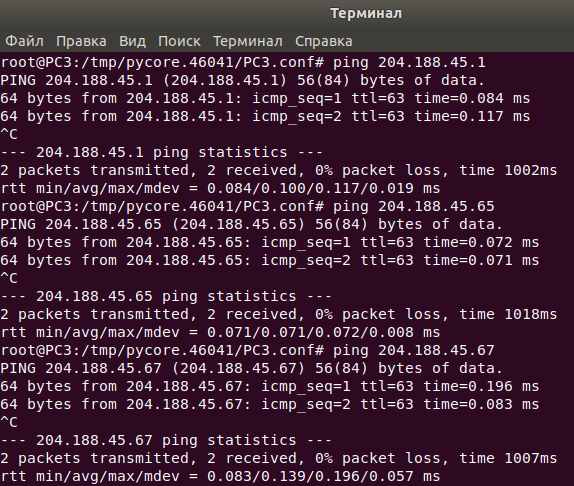 Терминал
Файл Правка Вид Поиск Терминал Справка
root@PC3:/tmp/pycore.46041/PC3.conf# ping 204.188.45.1
PING 204.188.45.1 (204.188.45.1) 56(84) bytes of data.
64 bytes from 204.188.45.1: icmp_seq=1 ttl=63 time=0.084 ms
64 bytes from 204.188.45.1: icmp_seq=2 ttl=63 time=0.117 ms
^C
--- 204.188.45.1 ping statistics ---
2 packets transmitted, 2 received, 0% packet loss, time 1002ms
rtt min/avg/max/mdev = 0.084/0.100/0.117/0.019 ms
root@PC3:/tmp/pycore.46041/PC3.conf# ping 204.188.45.65
PING 204.188.45.65 (204.188.45.65) 56(84) bytes of data.
64 bytes from 204.188.45.65: icmp_seq=1 ttl=63 time=0.072 ms
64 bytes from 204.188.45.65: icmp_seq=2 ttl=63 time=0.071 ms
^C
--- 204.188.45.65 ping statistics ---
2 packets transmitted, 2 received, 0% packet loss, time 1018ms
rtt min/avg/max/mdev = 0.071/0.071/0.072/0.008 ms
root@PC3:/tmp/pycore.46041/PC3.conf# ping 204.188.45.67
PING 204.188.45.67 (204.188.45.67) 56(84) bytes of data.
64 bytes from 204.188.45.67: icmp_seq=1 ttl=63 time=0.196 ms
64 bytes from 204.188.45.67: icmp_seq=2 ttl=63 time=0.083 ms
^C
--- 204.188.45.67 ping statistics ---
2 packets transmitted, 2 received, 0% packet loss, time 1007ms
rtt min/avg/max/mdev = 0.083/0.139/0.196/0.057 ms